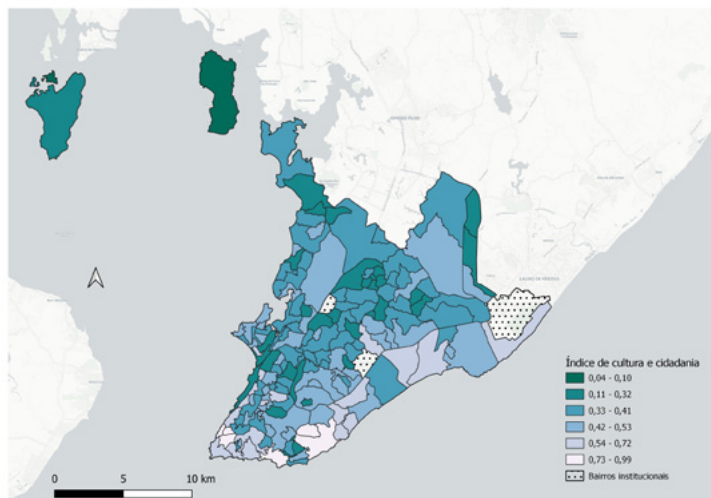 Índice de cultura e cidadania
0,04 - 0,10
0,11 - 0,32
0,33 - 0,41
0,42 - 0,53
0,54 - 0,72
0,73 - 0,99
Bairros institucionais
0 5 10 km